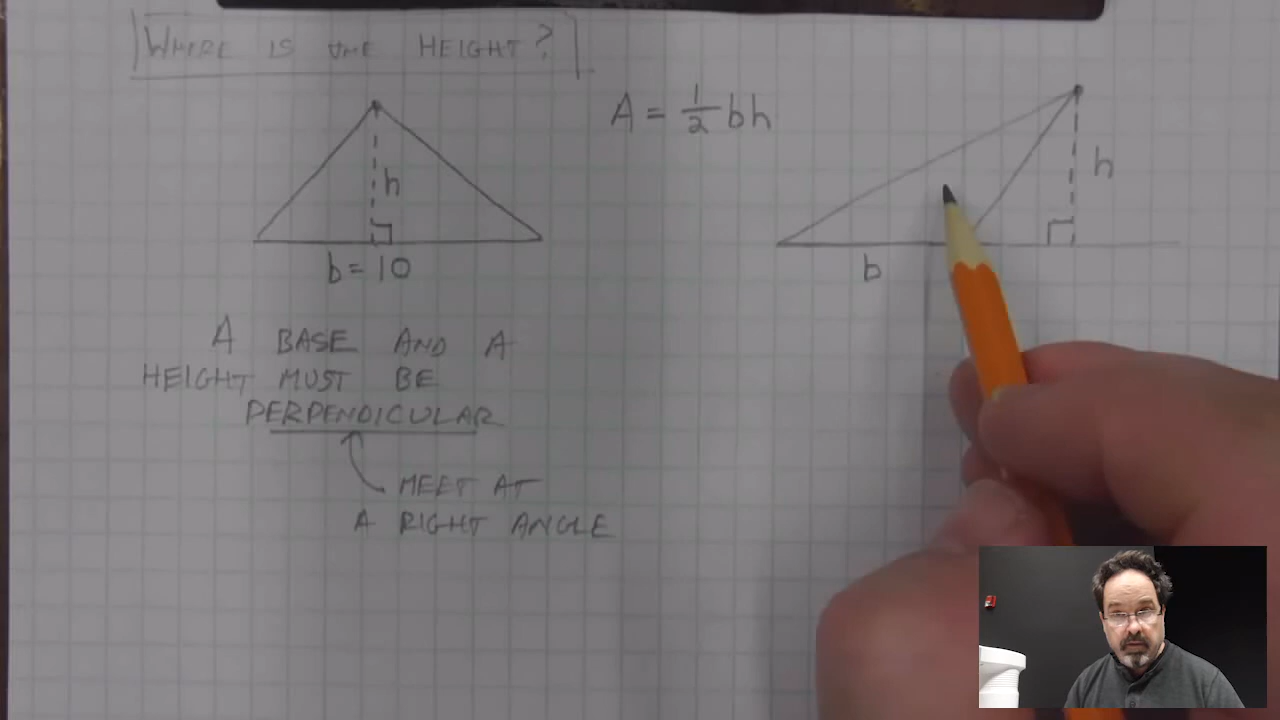 WHERE IS THE HEIGHT?
A = 1/2 bh
h
b = 10
h
b
A BASE AND A
HEIGHT MUST BE
PERPENDICULAR
MEET AT
A RIGHT ANGLE